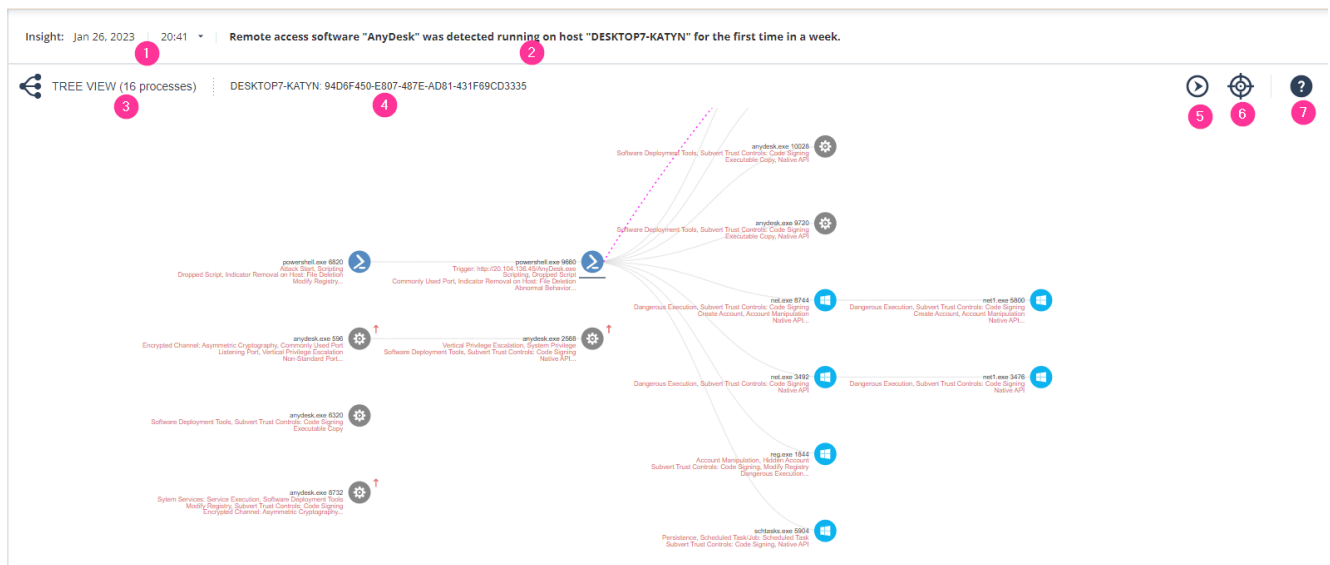 Insight: Jan 26, 2023 20:41 Remote access software "AnyDesk" was detected running on host "DESKTOP7-KATYN" for the first time in a week.
1
2
TREE VIEW (16 processes) DESKTOP7-KATYN: 94D6F450-E807-487E-AD81-431F69CD3335
3
4
5
6
7
?
anydesk.exe 10028
Software Deployment Tools, Subvert Trust Controls: Code Signing
Executable Copy, Native API
anydesk.exe 9720
Software Deployment Tools, Subvert Trust Controls: Code Signing
Executable Copy, Native API
powershell.exe 6820
Attack Start, Scripting
Dropped Script, Indicator Removal on Host: File Deletion
Modify Registry...
powershell.exe 9660
Trigger: http://20.104.136.45/AnyDesk.exe
Scripting, Dropped Script
Commonly Used Port, Indicator Removal on Host: File Deletion
Abnormal Behavior...
net.exe 8744
Dangerous Execution, Subvert Trust Controls: Code Signing
Create Account, Account Manipulation
Native API...
net1.exe 5800
Dangerous Execution, Subvert Trust Controls: Code Signing
Create Account, Account Manipulation
Native API...
anydesk.exe 596
Encrypted Channel: Asymmetric Cryptography, Commonly Used Port
Listening Port, Vertical Privilege Escalation
Non-Standard Port...
anydesk.exe 2568
Vertical Privilege Escalation, System Privilege
Software Deployment Tools, Subvert Trust Controls: Code Signing
Native API...
net.exe 3492
Dangerous Execution, Subvert Trust Controls: Code Signing
Native API
net1.exe 3476
Dangerous Execution, Subvert Trust Controls: Code Signing
Native API
anydesk.exe 6320
Software Deployment Tools, Subvert Trust Controls: Code Signing
Executable Copy
reg.exe 1844
Account Manipulation, Hidden Account
Subvert Trust Controls: Code Signing, Modify Registry
Dangerous Execution...
anydesk.exe 8732
Sytem Services: Service Execution, Software Deployment Tools
Modify Registry, Subvert Trust Controls, Code Signing
Encrypted Channel: Asymmetric Cryptography...
schtasks.exe 5904
Persistence, Scheduled Task/Job: Scheduled Task
Subvert Trust Controls: Code Signing, Native API